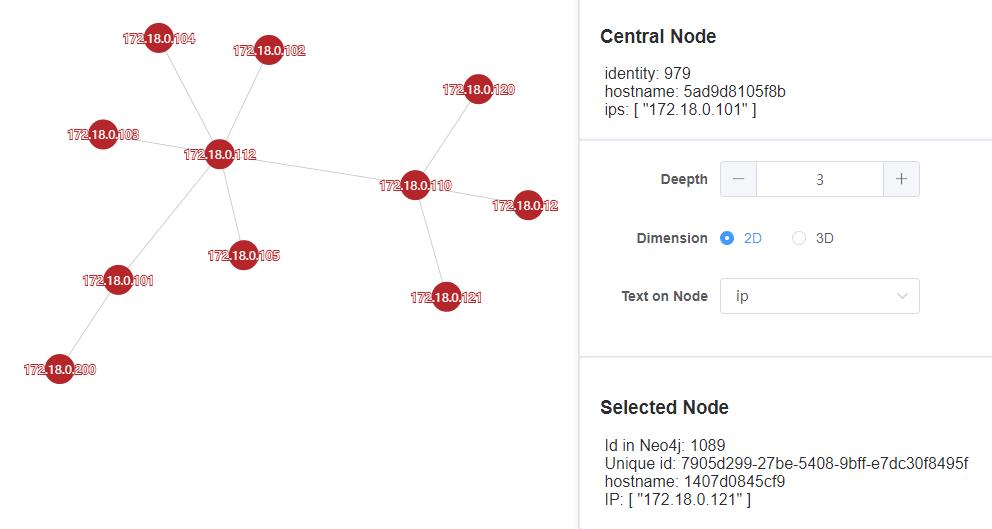 172.18.0.104
172.18.0.102
172.18.0.120
172.18.0.103
172.18.0.112
172.18.0.110
172.18.0.12
172.18.0.105
172.18.0.101
172.18.0.121
172.18.0.200
Central Node
identity: 979
hostname: 5ad9d8105f8b
ips: [ "172.18.0.101" ]
Deepth − 3 +
Dimension 2D 3D
Text on Node ip
Selected Node
Id in Neo4j: 1089
Unique id: 7905d299-27be-5408-9bff-e7dc30f8495f
hostname: 1407d0845cf9
IP: [ "172.18.0.121" ]